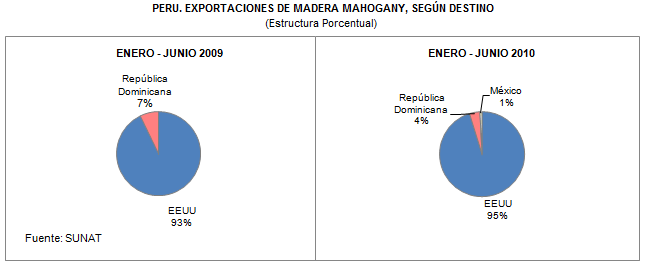 PERU. EXPORTACIONES DE MADERA MAHOGANY, SEGÚN DESTINO
(Estructura Porcentual)
ENERO - JUNIO 2009
República
Dominicana
7%
EEUU
93%
Fuente: SUNAT
ENERO - JUNIO 2010
República
Dominicana
4%
México
1%
EEUU
95%